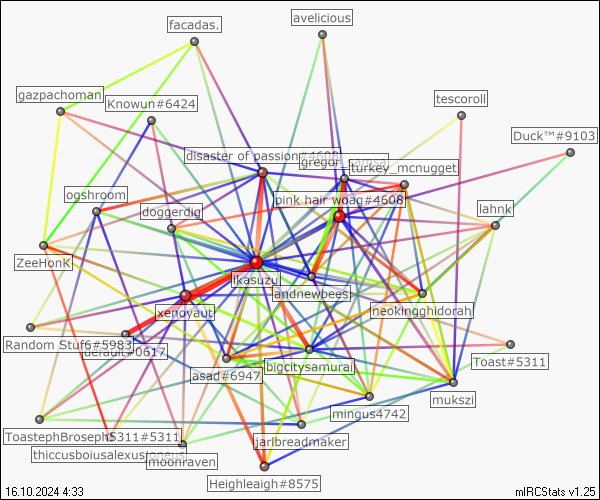 avelicious
facadas.
gazpachoman
Knowun#6424
tescoroll
Duck™#9103
disaster of passion#4608
gregor_samsa
turkey_mcnugget
ogshroom
doggerdig
pink hair woag#4608
lahnk
ZeeHonK
ikasuzu
andnewbees
neokingghidorah
xenoyaut
Random Stuf6#5983
default#0617
asad#6947
bigcitysamurai
Toast#5311
mukszi
mingus4742
ToastephBroseph5311#5311
jarlbreadmaker
moonraven
Heighleaigh#8575
16.10.2024 4:33
mIRCStats v1.25